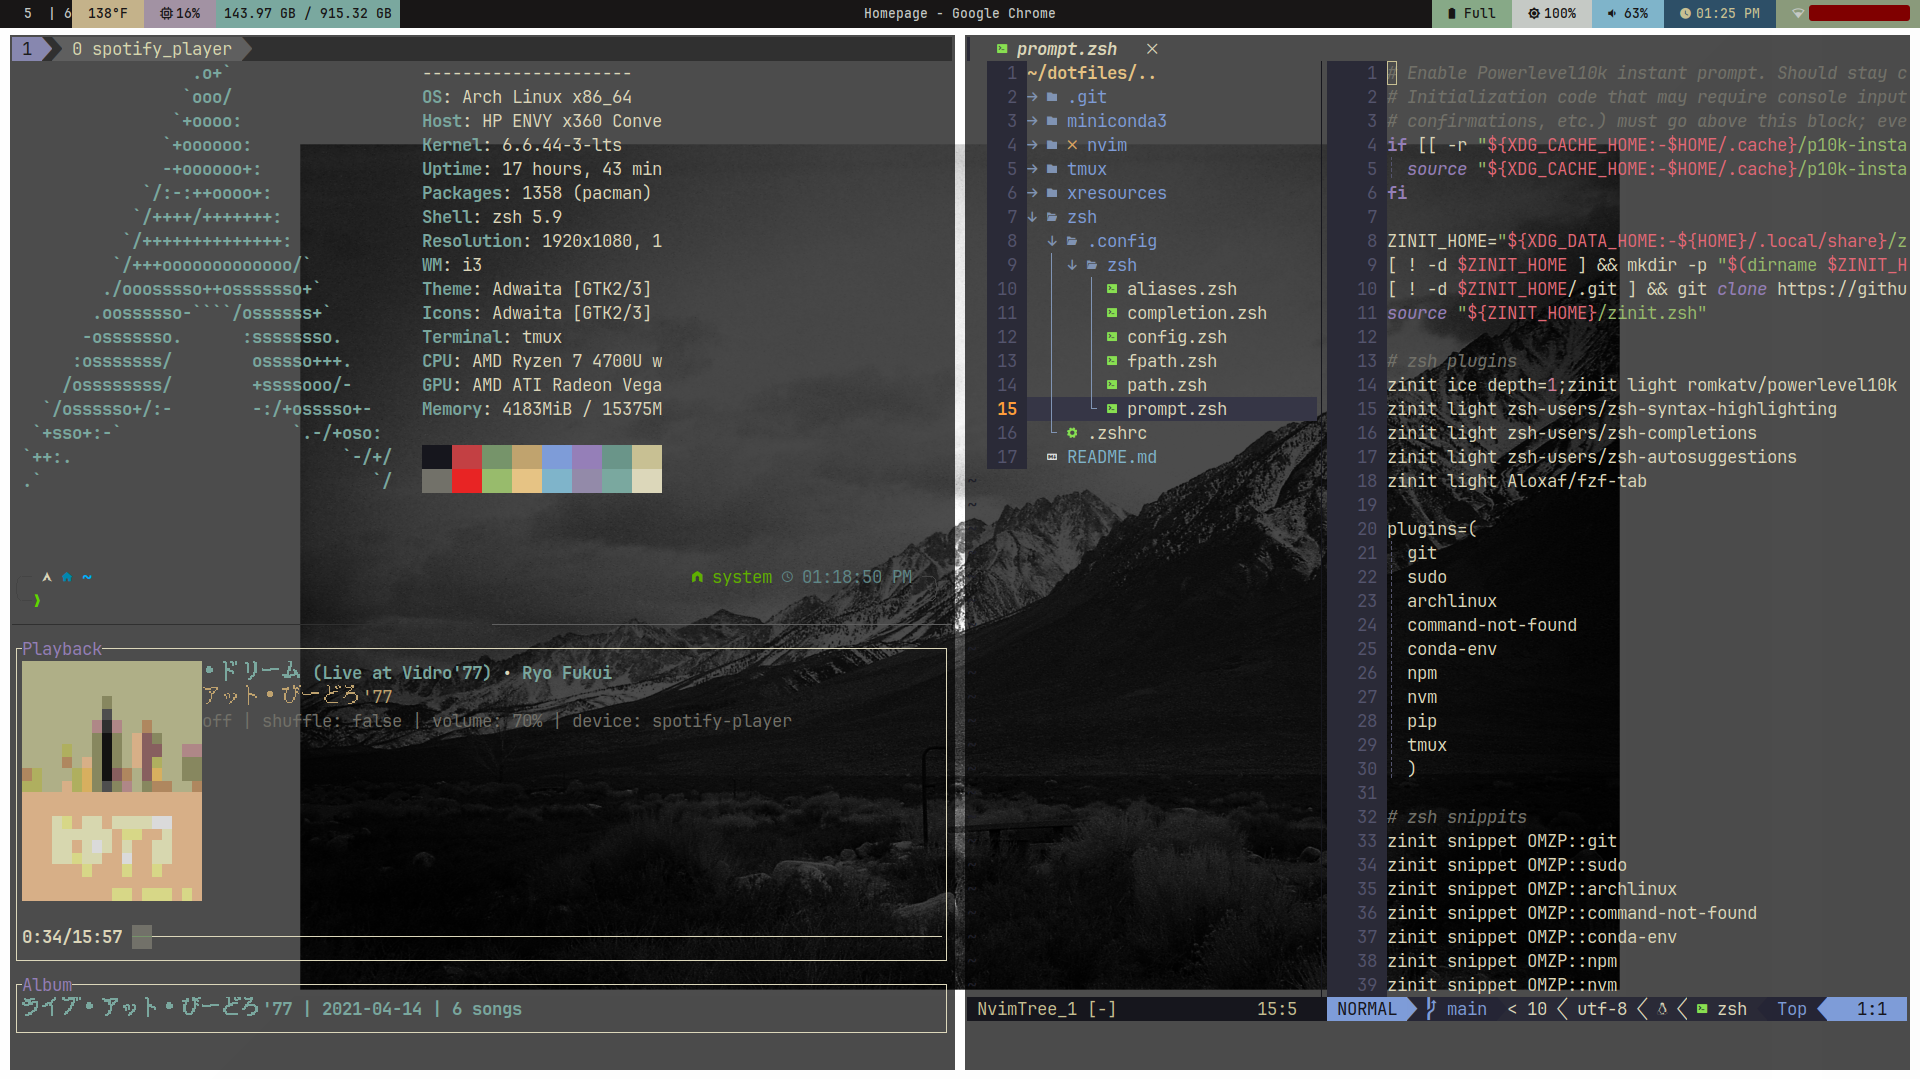 5 | 6 138°F 16% 143.97 GB / 915.32 GB Homepage - Google Chrome Full 100% 63% 01:25 PM
1 0 spotify_player
.o+` ---------------------
`ooo/ OS: Arch Linux x86_64
`+oooo: Host: HP ENVY x360 Conve
`+oooooo: Kernel: 6.6.44-3-lts
-+oooooo+: Uptime: 17 hours, 43 min
`/:-:++oooo+: Packages: 1358 (pacman)
`/++++/+++++++: Shell: zsh 5.9
`/++++++++++++++: Resolution: 1920x1080, 1
`/+++ooooooooooooo/` WM: i3
./ooosssso++osssssso+` Theme: Adwaita [GTK2/3]
.oossssso-````/ossssss+` Icons: Adwaita [GTK2/3]
-osssssso. :ssssssso. Terminal: tmux
:osssssss/ osssso+++. CPU: AMD Ryzen 7 4700U w
/ossssssss/ +ssssooo/- GPU: AMD ATI Radeon Vega
`/ossssso+/:- -:/+osssso+- Memory: 4183MiB / 15375M
`+sso+:-` `.-/+oso:
`++:. `-/+/
.` `/
~ system 01:18:50 PM
❯
Playback
・ドリーム (Live at Vidro'77) • Ryo Fukui
アット・びーどろ'77
off | shuffle: false | volume: 70% | device: spotify-player
0:34/15:57
Album
ライブ・アット・びーどろ'77 | 2021-04-14 | 6 songs
prompt.zsh ×
1 ~/dotfiles/..
2 .git
3 miniconda3
4 nvim
5 tmux
6 xresources
7 zsh
8 .config
9 zsh
10 aliases.zsh
11 completion.zsh
12 config.zsh
13 fpath.zsh
14 path.zsh
15 prompt.zsh
16 .zshrc
17 README.md
~
~
NvimTree_1 [-] 15:5
1 # Enable Powerlevel10k instant prompt. Should stay c
2 # Initialization code that may require console input
3 # confirmations, etc.) must go above this block; eve
4 if [[ -r "${XDG_CACHE_HOME:-$HOME/.cache}/p10k-insta
5 source "${XDG_CACHE_HOME:-$HOME/.cache}/p10k-insta
6 fi
7
8 ZINIT_HOME="${XDG_DATA_HOME:-${HOME}/.local/share}/z
9 [ ! -d $ZINIT_HOME ] && mkdir -p "$(dirname $ZINIT_H
10 [ ! -d $ZINIT_HOME/.git ] && git clone https://githu
11 source "${ZINIT_HOME}/zinit.zsh"
12
13 # zsh plugins
14 zinit ice depth=1;zinit light romkatv/powerlevel10k
15 zinit light zsh-users/zsh-syntax-highlighting
16 zinit light zsh-users/zsh-completions
17 zinit light zsh-users/zsh-autosuggestions
18 zinit light Aloxaf/fzf-tab
19
20 plugins=(
21 git
22 sudo
23 archlinux
24 command-not-found
25 conda-env
26 npm
27 nvm
28 pip
29 tmux
30 )
31
32 # zsh snippits
33 zinit snippet OMZP::git
34 zinit snippet OMZP::sudo
35 zinit snippet OMZP::archlinux
36 zinit snippet OMZP::command-not-found
37 zinit snippet OMZP::conda-env
38 zinit snippet OMZP::npm
39 zinit snippet OMZP::nvm
NORMAL main < 10 utf-8 zsh Top 1:1